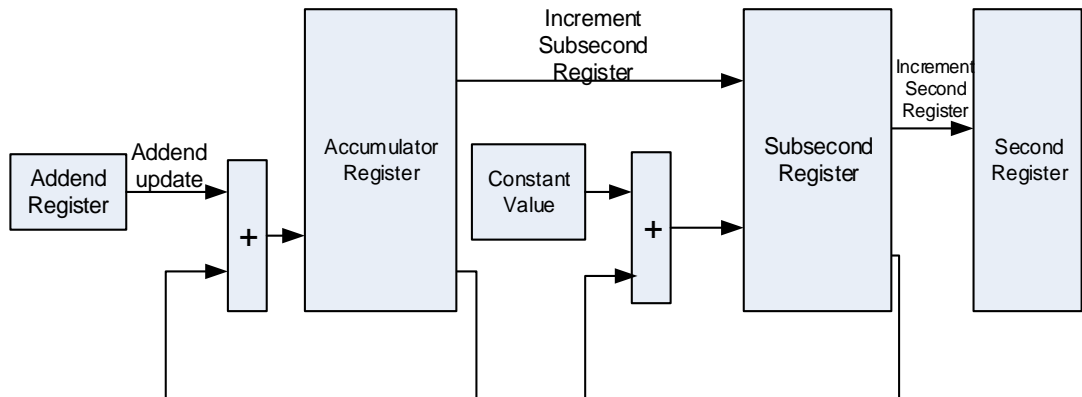 Addend
Register
Addend
update
+
Accumulator
Register
Increment
Subsecond
Register
Constant
Value
+
Subsecond
Register
Increment
Second
Register
Second
Register